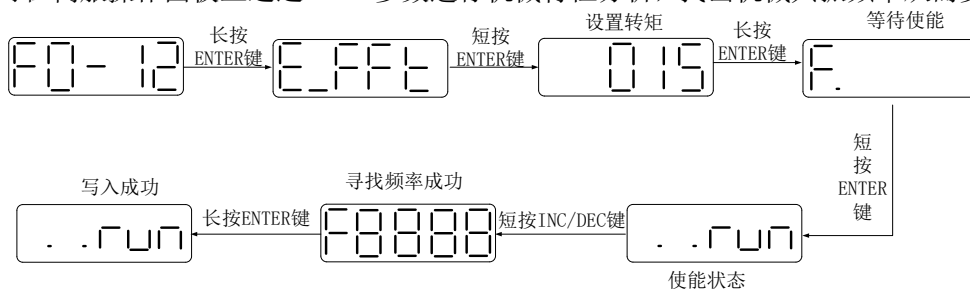 长按
ENTER键
短按
ENTER键
设置转矩
长按
ENTER键
等待使能
F0-12
E_FFt
015
F.
短
按
ENTER
键
写入成功
寻找频率成功
长按ENTER键
短按INC/DEC键
..run
F8888
..run
使能状态